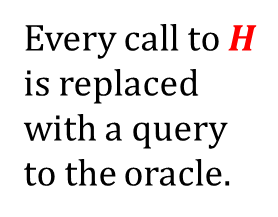 Every call to H
is replaced
with a query
to the oracle.